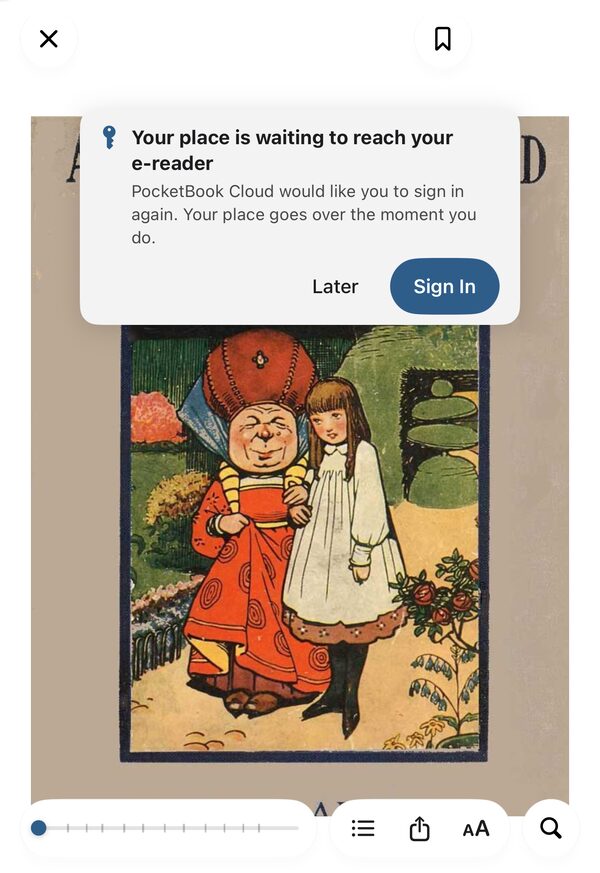 Your place is waiting to reach your
e-reader
PocketBook Cloud would like you to sign in
again. Your place goes over the moment you
do.
Later
Sign In
AA